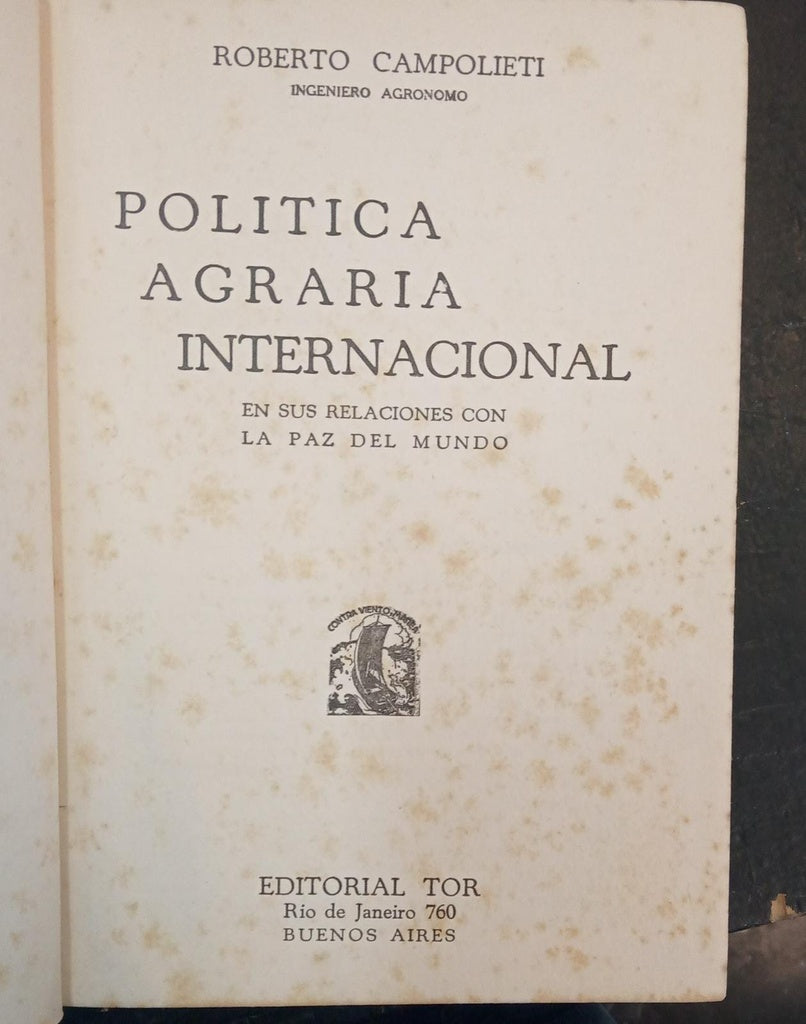 ROBERTO CAMPOLIETI
INGENIERO AGRONOMO
POLITICA
AGRARIA
INTERNACIONAL
EN SUS RELACIONES CON
LA PAZ DEL MUNDO
CONTRA VIENTO Y MAREA
EDITORIAL TOR
Rio de Janeiro 760
BUENOS AIRES